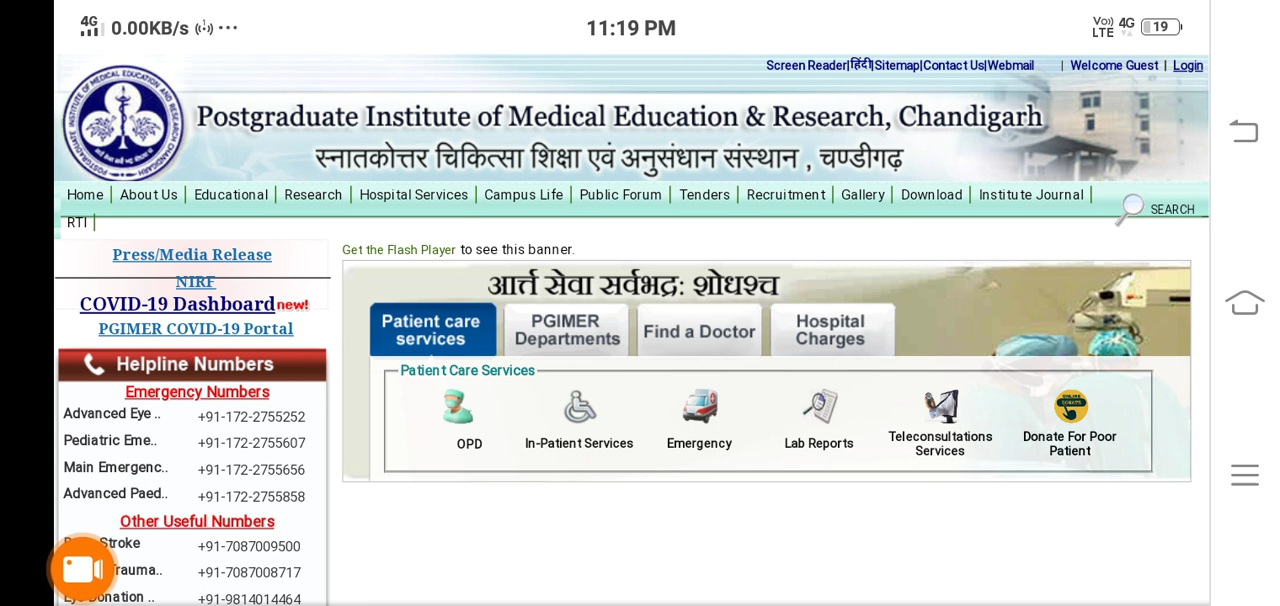 4G 0.00KB/s ...
11:19 PM
Vo)) LTE 4G 19
Screen Reader|हिंदी|Sitemap|Contact Us|Webmail | Welcome Guest | Login
Postgraduate Institute of Medical Education & Research, Chandigarh
स्नातकोत्तर चिकित्सा शिक्षा एवं अनुसंधान संस्थान , चण्डीगढ़
Home | About Us | Educational | Research | Hospital Services | Campus Life | Public Forum | Tenders | Recruitment | Gallery | Download | Institute Journal |
RTI |
SEARCH
Press/Media Release
NIRF
COVID-19 Dashboard new!
PGIMER COVID-19 Portal
Helpline Numbers
Emergency Numbers
Advanced Eye .. +91-172-2755252
Pediatric Eme.. +91-172-2755607
Main Emergenc.. +91-172-2755656
Advanced Paed.. +91-172-2755858
Other Useful Numbers
Stroke +91-7087009500
Trauma.. +91-7087008717
Eye Donation .. +91-9814014464
Get the Flash Player to see this banner.
आर्त्त सेवा सर्वभद्र: शोधश्च
Patient care services
PGIMER Departments
Find a Doctor
Hospital Charges
Patient Care Services
OPD
In-Patient Services
Emergency
Lab Reports
Teleconsultations Services
ONLINE DONATE
Donate For Poor Patient